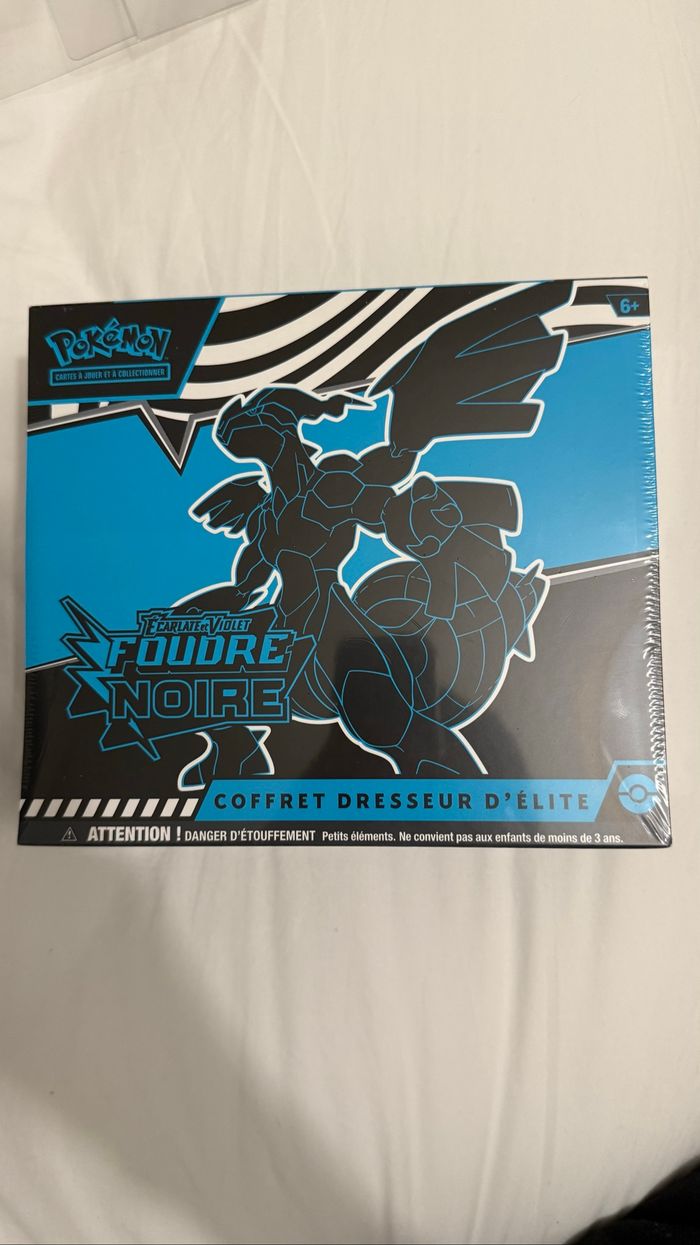 6+
POKéMON
CARTES À JOUER ET À COLLECTIONNER
ÉCARLATE ET VIOLET
FOUDRE
NOIRE
COFFRET DRESSEUR D'ÉLITE
ATTENTION ! DANGER D'ÉTOUFFEMENT Petits éléments. Ne convient pas aux enfants de moins de 3 ans.